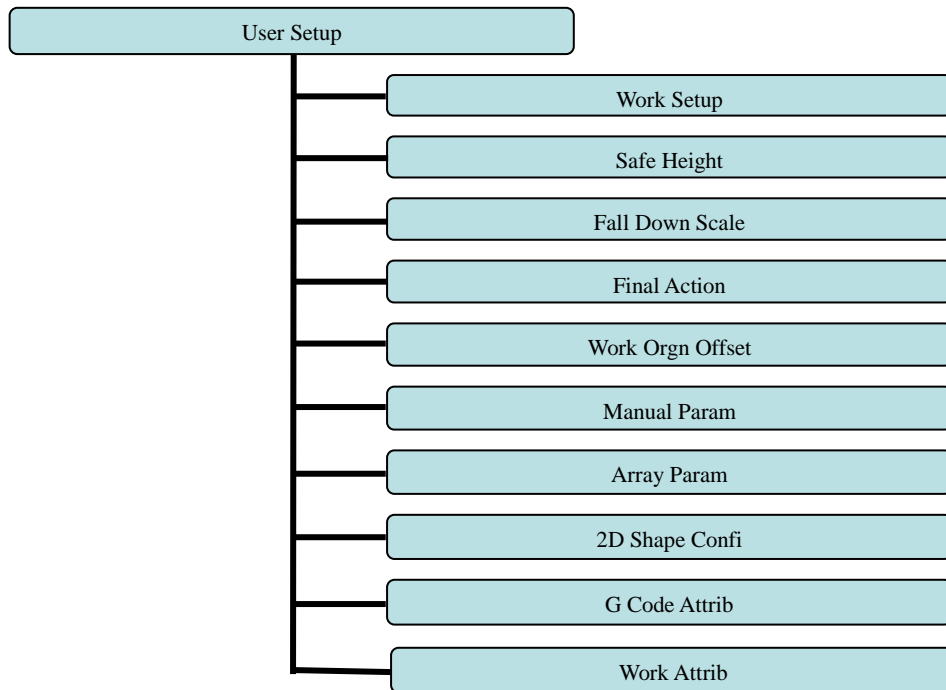 User Setup
Work Setup
Safe Height
Fall Down Scale
Final Action
Work Orgn Offset
Manual Param
Array Param
2D Shape Confi
G Code Attrib
Work Attrib